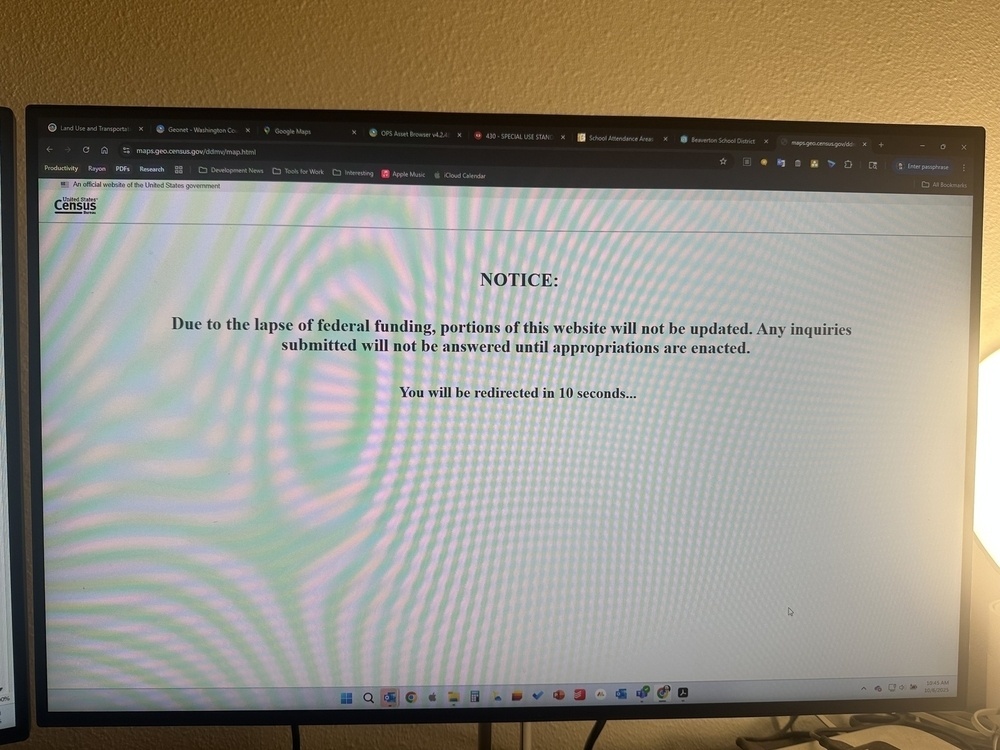 Land Use and Transporta
Geonet - Washington Co
Google Maps
OPS Asset Browser v4.2.4
430 - SPECIAL USE STAN
School Attendance Areas
Beaverton School District
maps.geo.census.gov/dd
maps.geo.census.gov/ddmv/map.html
Enter passphrase
Productivity Rayon PDFs Research Development News Tools for Work Interesting Apple Music iCloud Calendar
All Bookmarks
An official website of the United States government
United States®
Census
Bureau
NOTICE:
Due to the lapse of federal funding, portions of this website will not be updated. Any inquiries
submitted will not be answered until appropriations are enacted.
You will be redirected in 10 seconds...